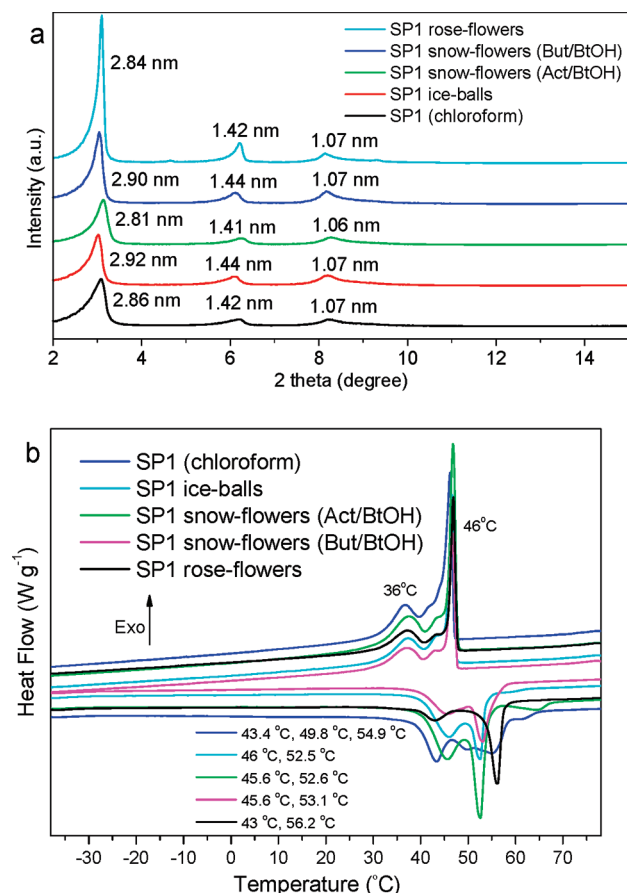 a
SP1 rose-flowers
SP1 snow-flowers (But/BtOH)
SP1 snow-flowers (Act/BtOH)
SP1 ice-balls
SP1 (chloroform)
2.84 nm
1.42 nm
1.07 nm
2.90 nm
1.44 nm
1.07 nm
2.81 nm
1.41 nm
1.06 nm
2.92 nm
1.44 nm
1.07 nm
2.86 nm
1.42 nm
1.07 nm
Intensity (a.u.)
2 4 6 8 10 12 14
2 theta (degree)
b
SP1 (chloroform)
SP1 ice-balls
SP1 snow-flowers (Act/BtOH)
SP1 snow-flowers (But/BtOH)
SP1 rose-flowers
46°C
36°C
Exo
Heat Flow (W g⁻¹)
43.4 °C, 49.8 °C, 54.9 °C
46 °C, 52.5 °C
45.6 °C, 52.6 °C
45.6 °C, 53.1 °C
43 °C, 56.2 °C
-30 -20 -10 0 10 20 30 40 50 60 70
Temperature (°C)